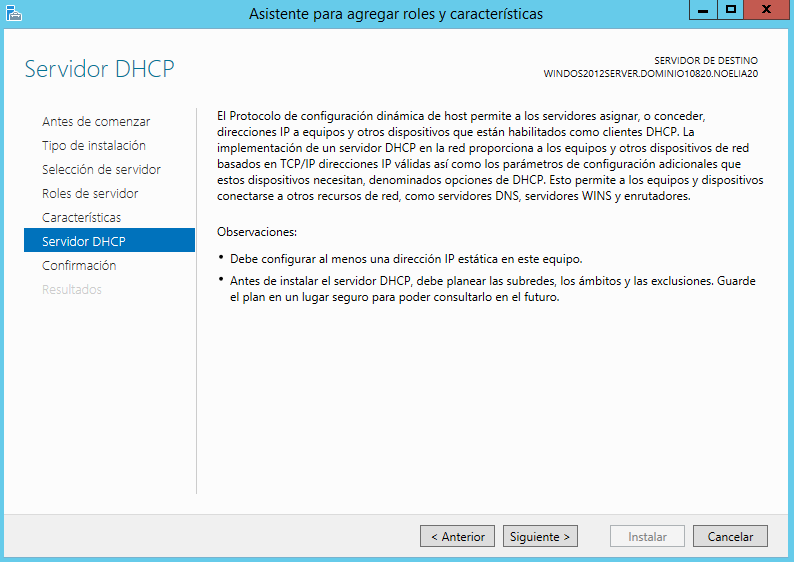 Asistente para agregar roles y características
Servidor DHCP
SERVIDOR DE DESTINO
WINDOS2012SERVER.DOMINIO10820.NOELIA20
Antes de comenzar
Tipo de instalación
Selección de servidor
Roles de servidor
Características
Servidor DHCP
Confirmación
Resultados
El Protocolo de configuración dinámica de host permite a los servidores asignar, o conceder,
direcciones IP a equipos y otros dispositivos que están habilitados como clientes DHCP. La
implementación de un servidor DHCP en la red proporciona a los equipos y otros dispositivos de red
basados en TCP/IP direcciones IP válidas así como los parámetros de configuración adicionales que
estos dispositivos necesitan, denominados opciones de DHCP. Esto permite a los equipos y dispositivos
conectarse a otros recursos de red, como servidores DNS, servidores WINS y enrutadores.
Observaciones:
• Debe configurar al menos una dirección IP estática en este equipo.
• Antes de instalar el servidor DHCP, debe planear las subredes, los ámbitos y las exclusiones. Guarde
el plan en un lugar seguro para poder consultarlo en el futuro.
< Anterior
Siguiente >
Instalar
Cancelar